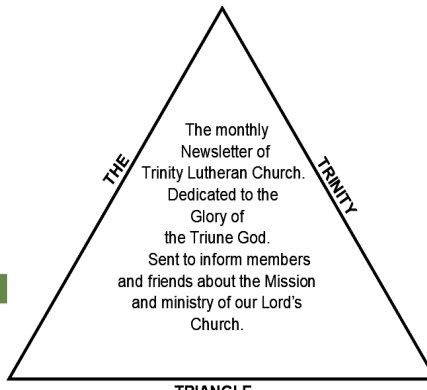 THE
TRINITY
The monthly
Newsletter of
Trinity Lutheran Church.
Dedicated to the
Glory of
the Triune God.
Sent to inform members
and friends about the Mission
and ministry of our Lord’s
Church.
TRIANGLE